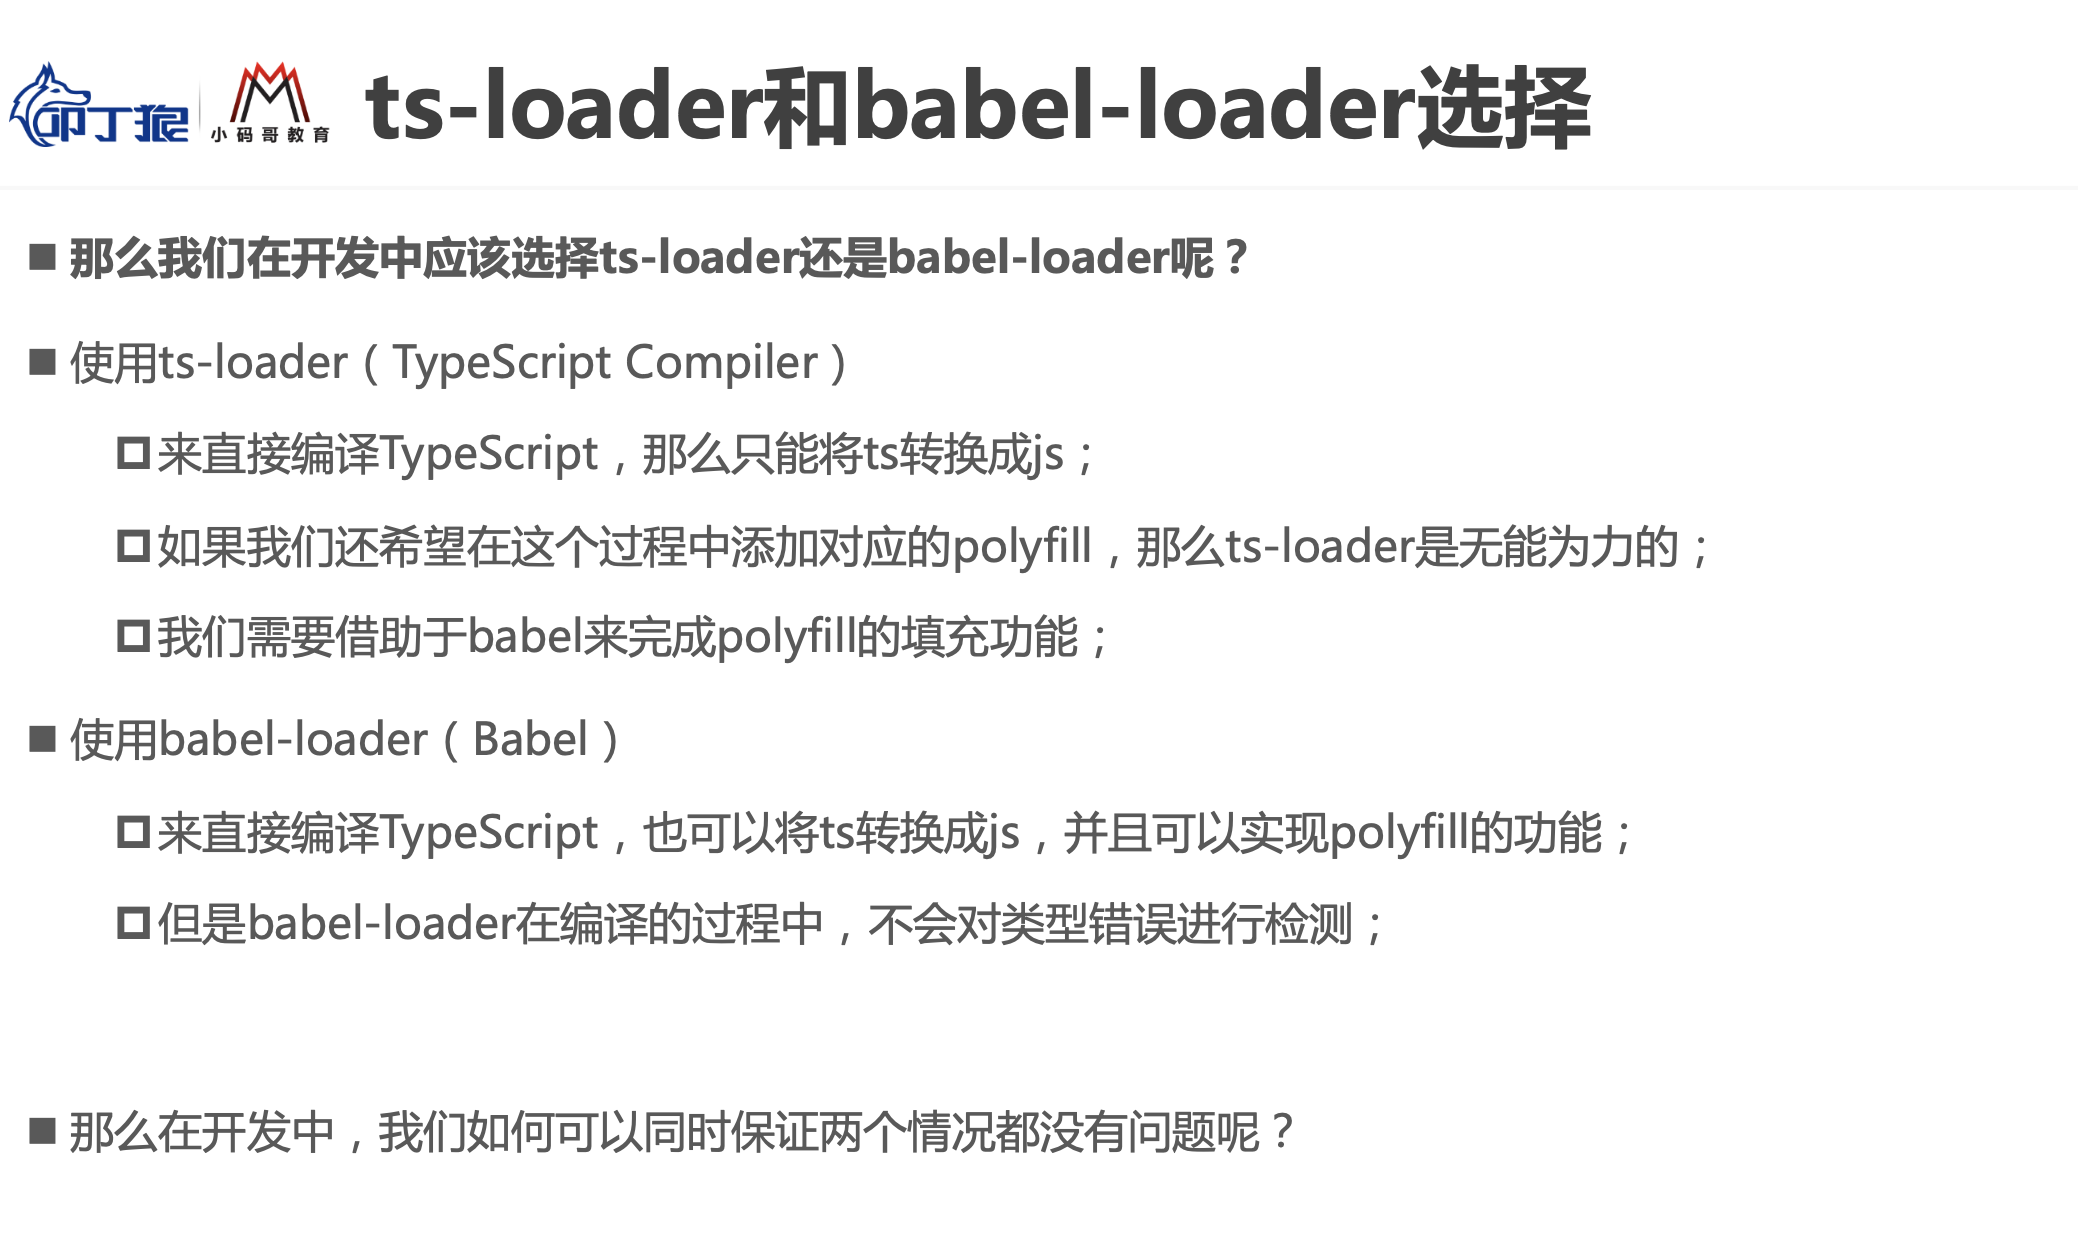 叩丁狼
小码哥教育
ts-loader和babel-loader选择
那么我们在开发中应该选择ts-loader还是babel-loader呢？
使用ts-loader（TypeScript Compiler）
来直接编译TypeScript，那么只能将ts转换成js；
如果我们还希望在这个过程中添加对应的polyfill，那么ts-loader是无能为力的；
我们需要借助于babel来完成polyfill的填充功能；
使用babel-loader（Babel）
来直接编译TypeScript，也可以将ts转换成js，并且可以实现polyfill的功能；
但是babel-loader在编译的过程中，不会对类型错误进行检测；
那么在开发中，我们如何可以同时保证两个情况都没有问题呢？